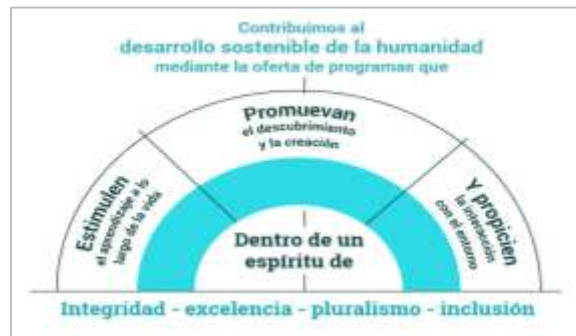 Contribuimos al
desarrollo sostenible de la humanidad
mediante la oferta de programas que
Estimulen
el aprendizaje a lo
largo de la vida
Promuevan
el descubrimiento
y la creación
Y propicien
la interacción
con el entorno
Dentro de un
espíritu de
Integridad - excelencia - pluralismo - inclusión